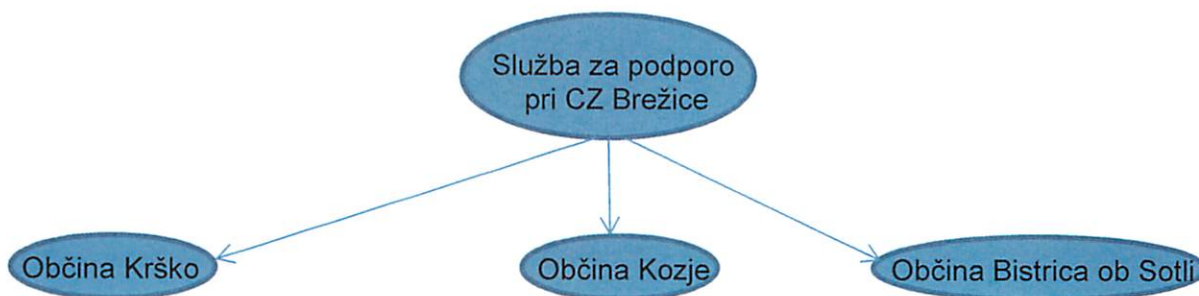 Služba za podporo
pri CZ Brežice
Občina Krško
Občina Kozje
Občina Bistrica ob Sotli